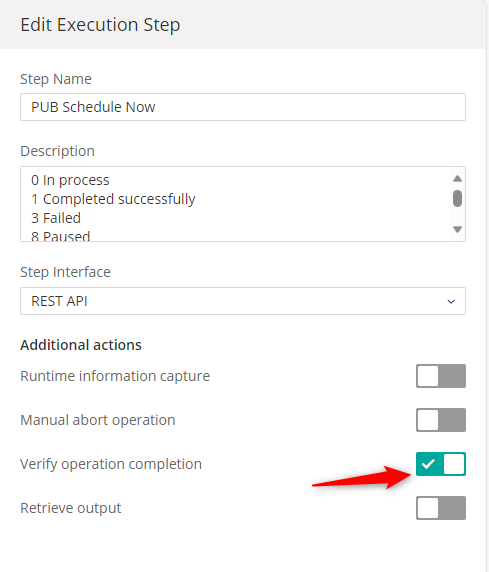 Edit Execution Step
Step Name
PUB Schedule Now
Description
0 In process
1 Completed successfully
3 Failed
8 Paused
Step Interface
REST API
Additional actions
Runtime information capture
Manual abort operation
Verify operation completion
Retrieve output